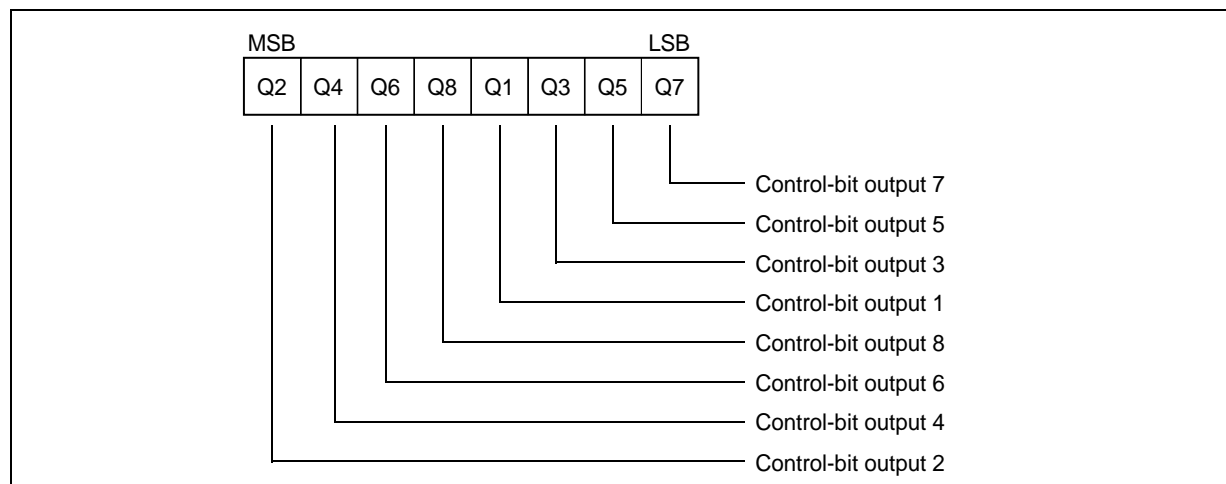 MSB LSB
Q2 Q4 Q6 Q8 Q1 Q3 Q5 Q7
Control-bit output 7
Control-bit output 5
Control-bit output 3
Control-bit output 1
Control-bit output 8
Control-bit output 6
Control-bit output 4
Control-bit output 2